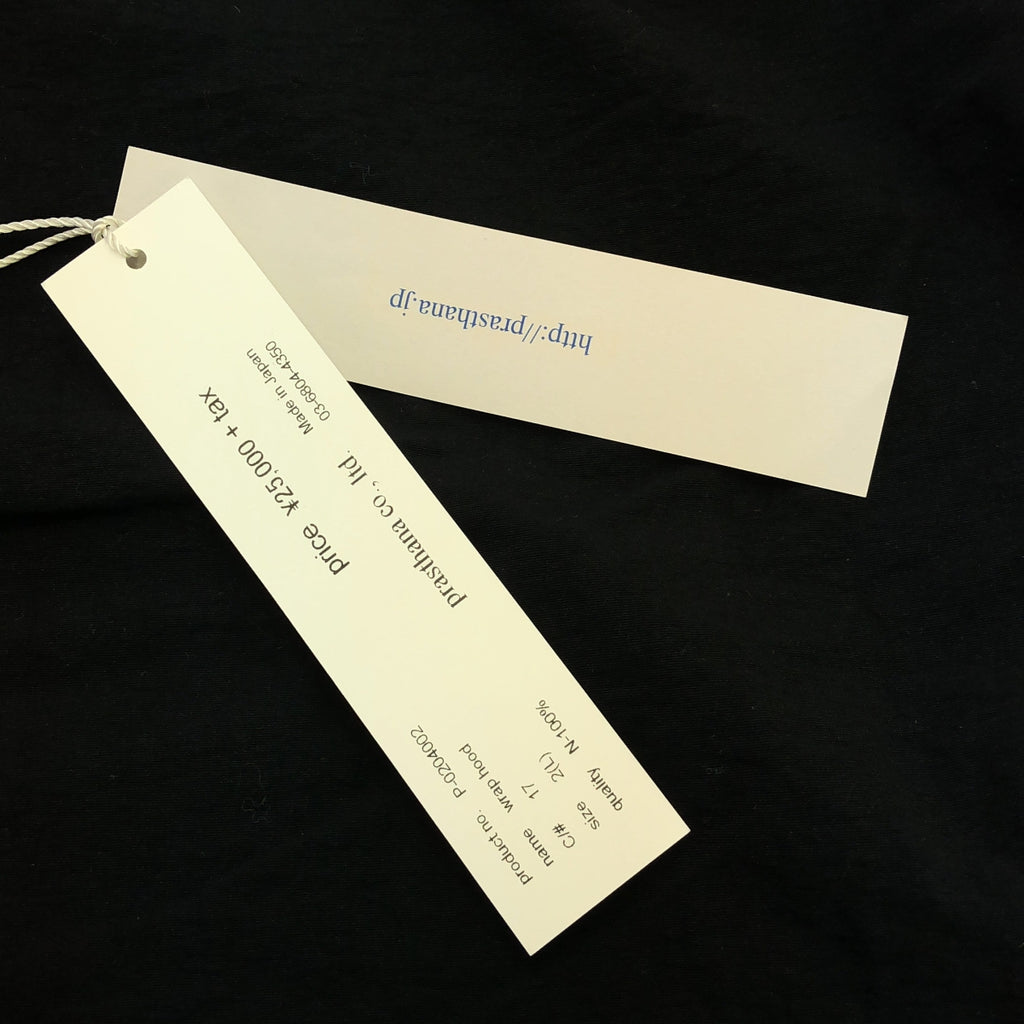 product no. P-0204002
name wrap hood
C/# 17
size 2(L)
quality N-100%
price ¥25,000 + tax
prasthana co., ltd.
Made in Japan
03-6804-4350
http://prasthana.jp